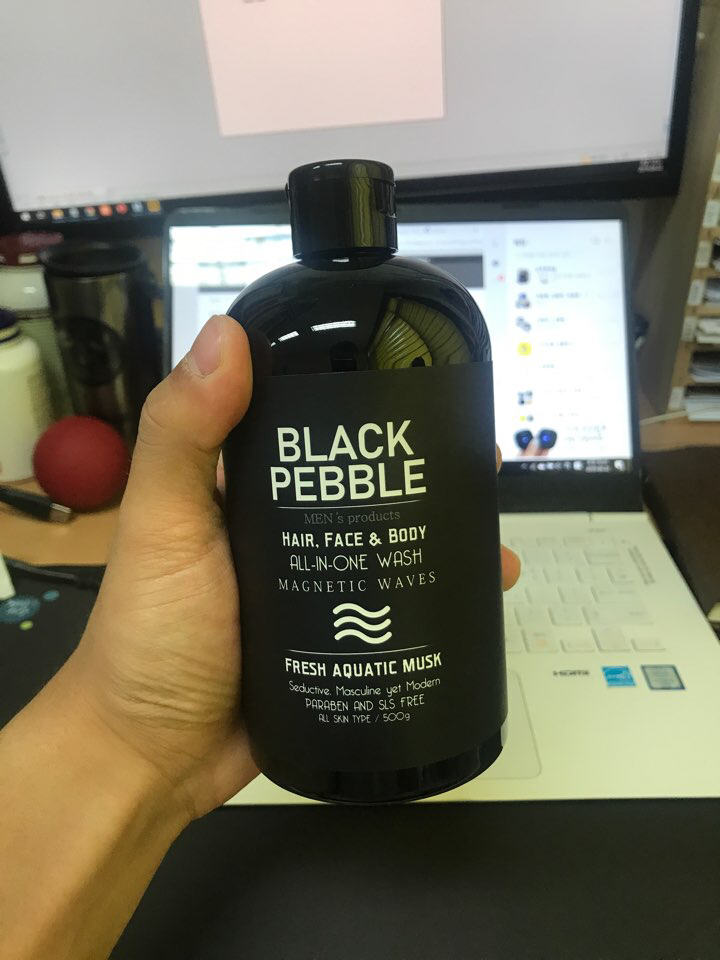 BLACK
PEBBLE
MEN's products
HAIR, FACE & BODY
ALL-IN-ONE WASH
MAGNETIC WAVES
FRESH AQUATIC MUSK
Seductive. Masculine yet Modern
PARABEN AND SLS FREE
ALL SKIN TYPE / 500g
HDMI